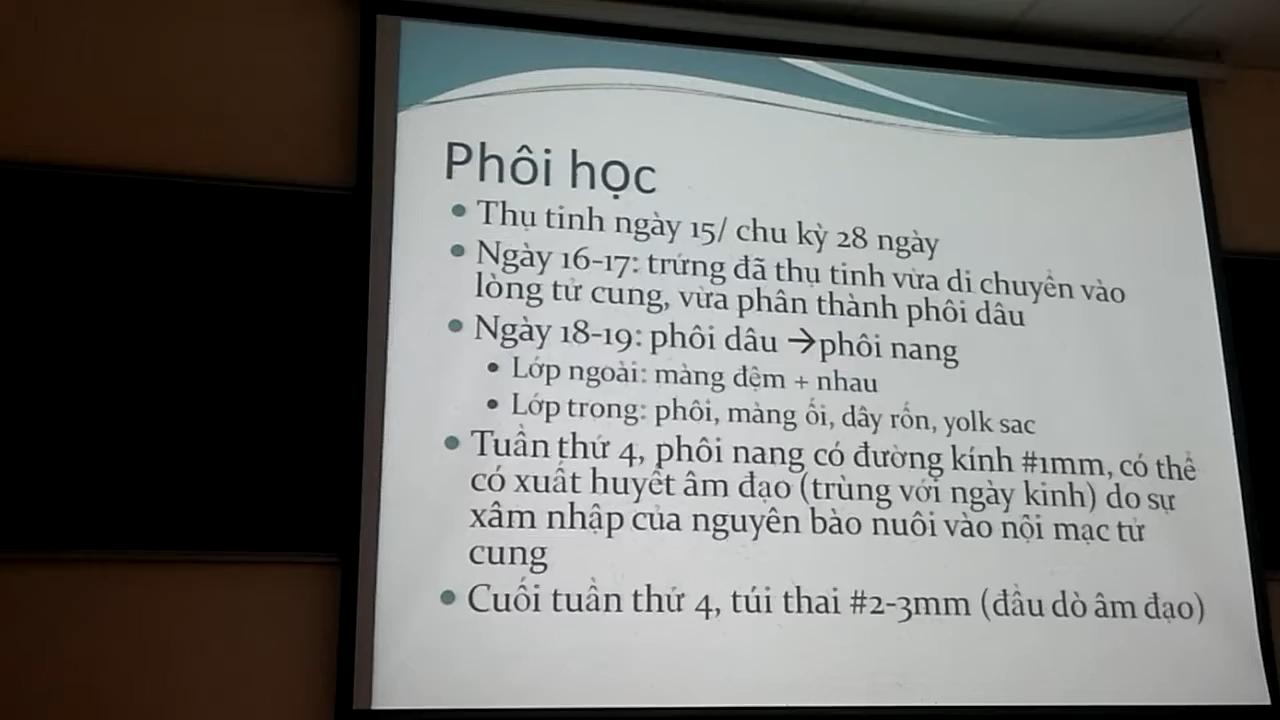 Phôi học
• Thụ tinh ngày 15/ chu kỳ 28 ngày
• Ngày 16-17: trứng đã thụ tinh vừa di chuyển vào
lòng tử cung, vừa phân thành phôi dâu
• Ngày 18-19: phôi dâu →phôi nang
• Lớp ngoài: màng đệm + nhau
• Lớp trong: phôi, màng ối, dây rốn, yolk sac
• Tuần thứ 4, phôi nang có đường kính #1mm, có thể
có xuất huyết âm đạo (trùng với ngày kinh) do sự
xâm nhập của nguyên bào nuôi vào nội mạc tử
cung
• Cuối tuần thứ 4, túi thai #2-3mm (đầu dò âm đạo)